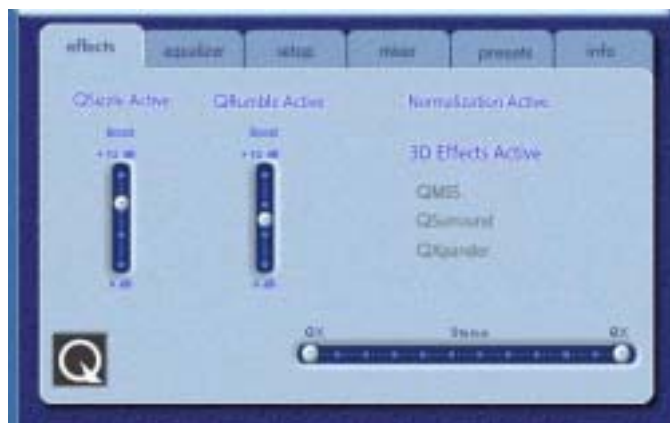 effects equalizer setup mixer presets info
QSizzle Active QRumble Active Normalization Active
Boost Boost
+12 dB +12 dB
3D Effects Active
QMSS
QSurround
QXpander
0 dB 0 dB
QX Stereo QX
Q